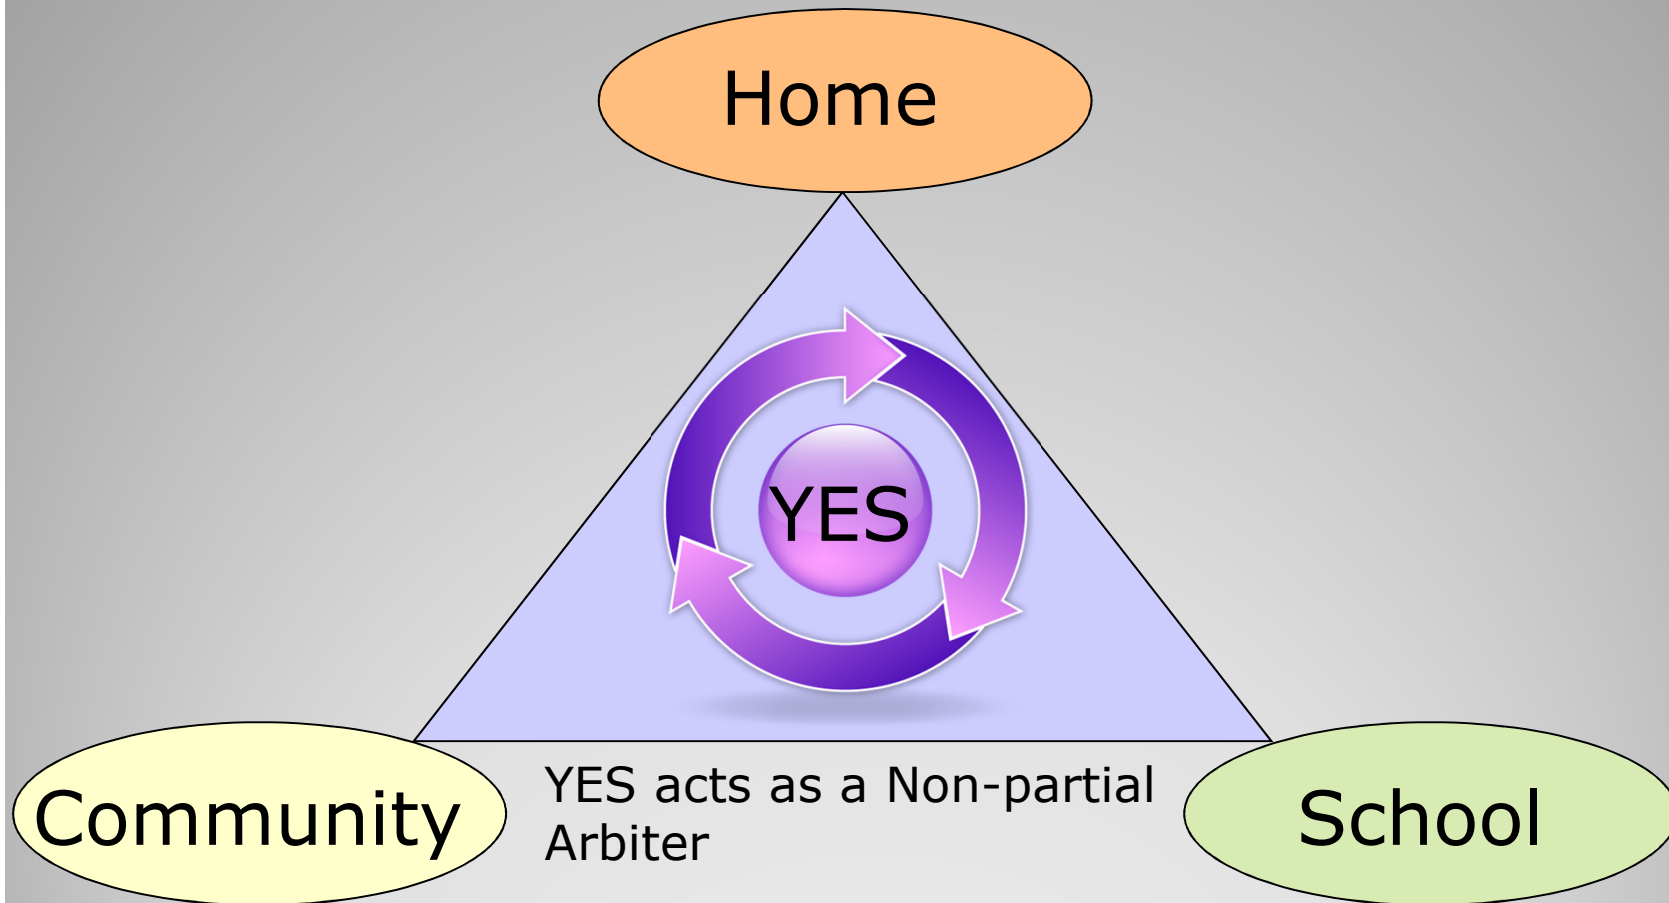 Home
YES
Community
YES acts as a Non-partial
Arbiter
School